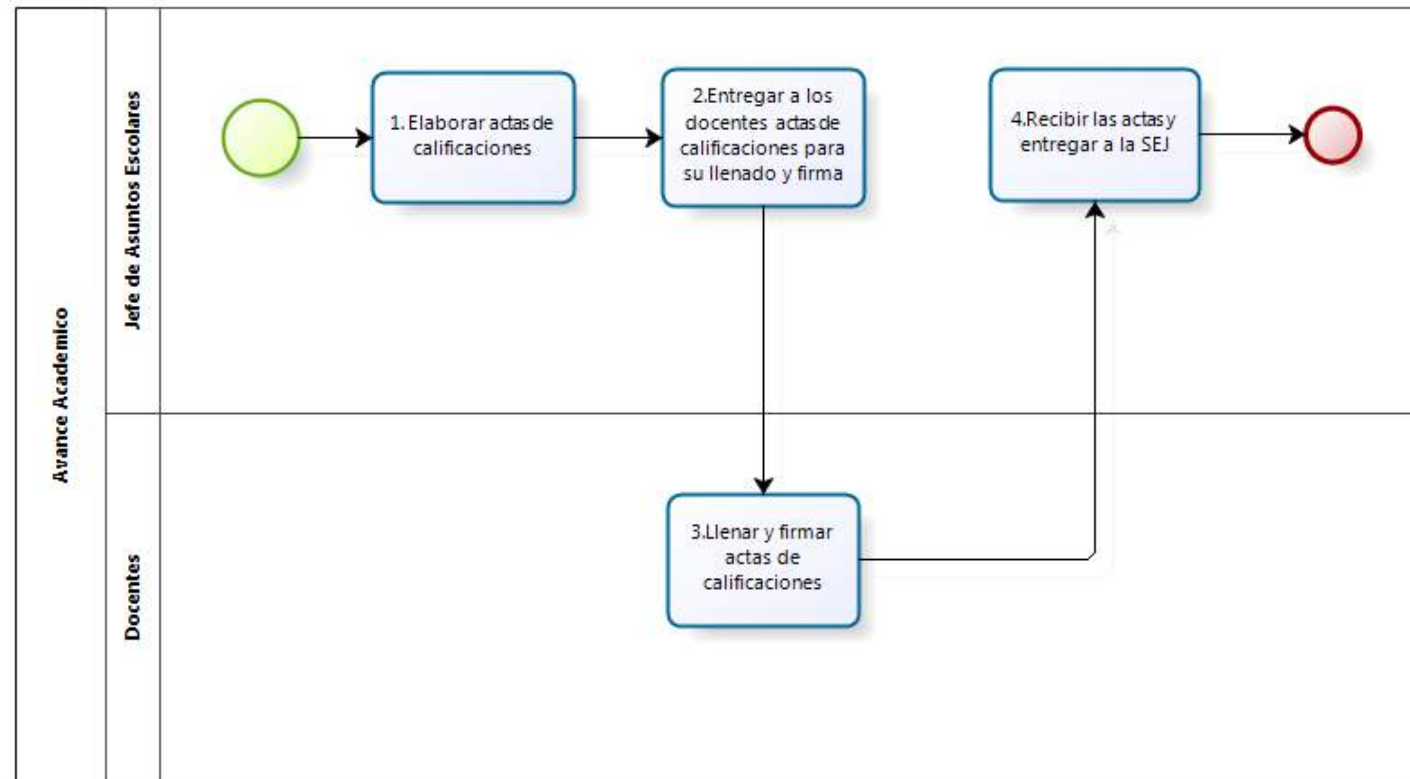 Avance Academico
Jefe de Asuntos Escolares
1. Elaborar actas de
calificaciones
2.Entregar a los
docentes actas de
calificaciones para
su llenado y firma
4.Recibir las actas y
entregar a la SEJ
Docentes
3.Llenar y firmar
actas de
calificaciones